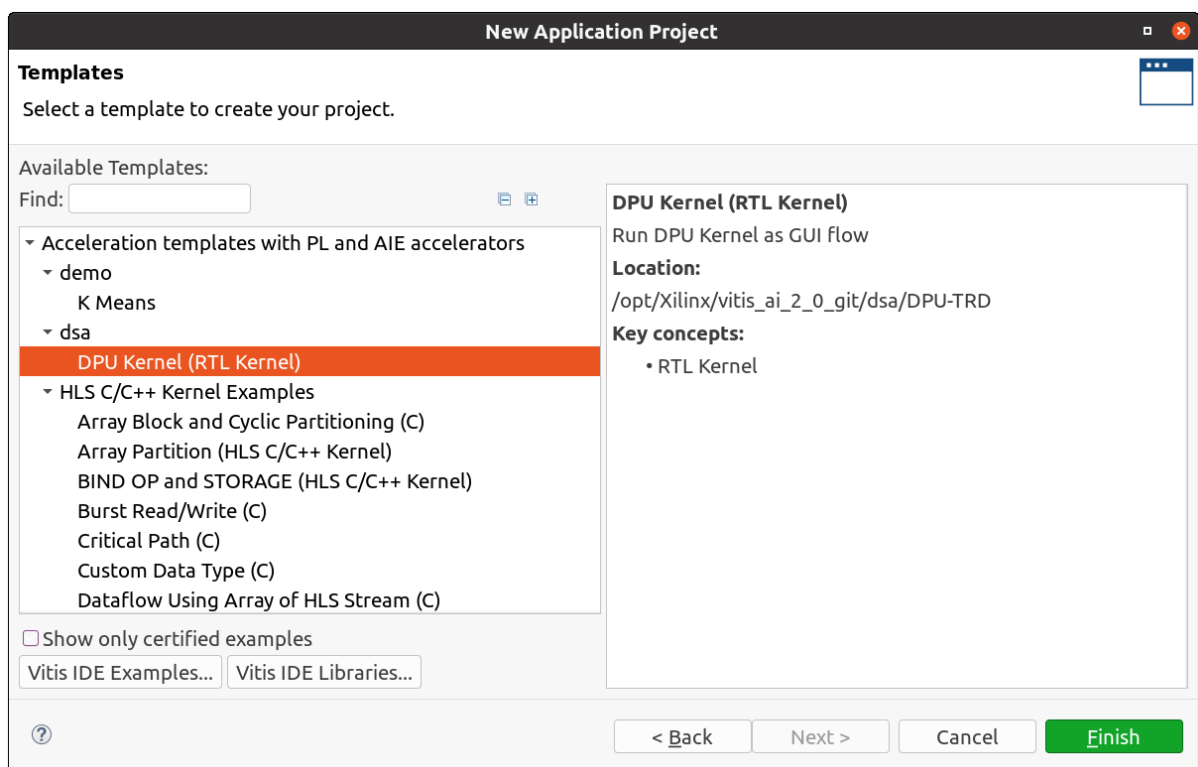 New Application Project
Templates
Select a template to create your project.
Available Templates:
Find:
Acceleration templates with PL and AIE accelerators
demo
K Means
dsa
DPU Kernel (RTL Kernel)
HLS C/C++ Kernel Examples
Array Block and Cyclic Partitioning (C)
Array Partition (HLS C/C++ Kernel)
BIND OP and STORAGE (HLS C/C++ Kernel)
Burst Read/Write (C)
Critical Path (C)
Custom Data Type (C)
Dataflow Using Array of HLS Stream (C)
Show only certified examples
Vitis IDE Examples... Vitis IDE Libraries...
DPU Kernel (RTL Kernel)
Run DPU Kernel as GUI flow
Location:
/opt/Xilinx/vitis_ai_2_0_git/dsa/DPU-TRD
Key concepts:
• RTL Kernel
? < Back Next > Cancel Finish